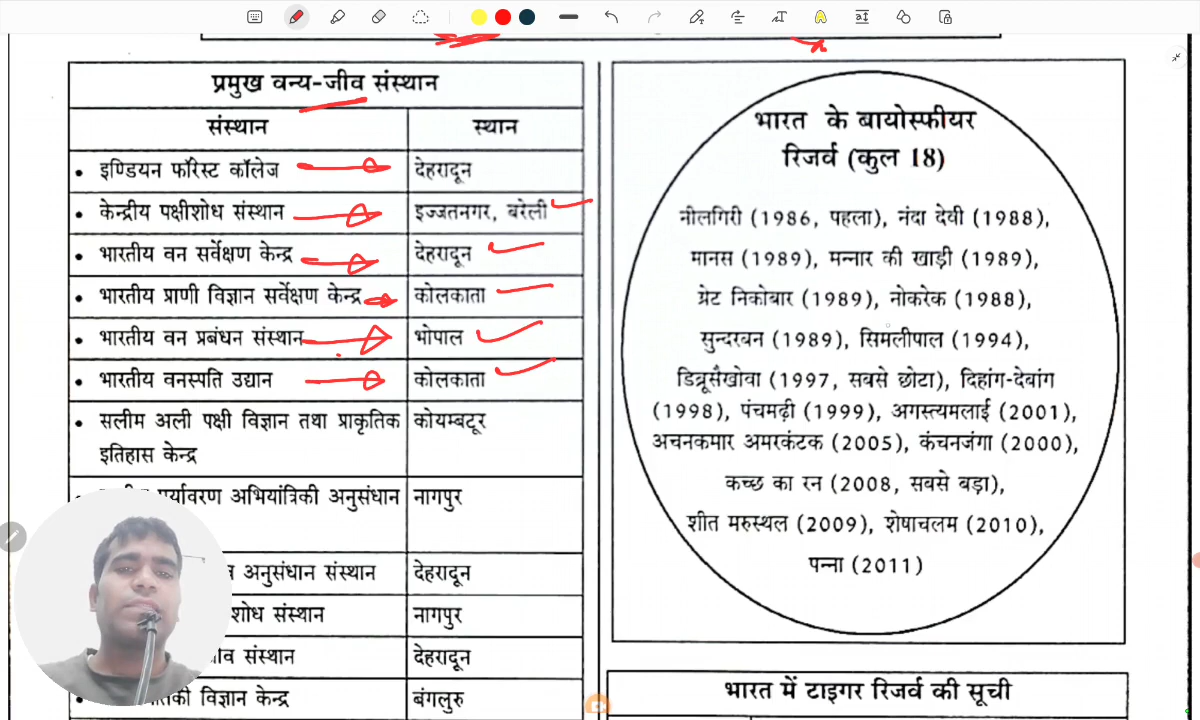 प्रमुख वन्य-जीव संस्थान
संस्थान स्थान
• इण्डियन फॉरेस्ट कॉलेज देहरादून
• केन्द्रीय पक्षीशोध संस्थान इज्जतनगर, बरेली
• भारतीय वन सर्वेक्षण केन्द्र देहरादून
• भारतीय प्राणी विज्ञान सर्वेक्षण केन्द्र कोलकाता
• भारतीय वन प्रबंधन संस्थान भोपाल
• भारतीय वनस्पति उद्यान कोलकाता
• सलीम अली पक्षी विज्ञान तथा प्राकृतिक कोयम्बटूर
इतिहास केन्द्र
अभियांत्रिकी अनुसंधान नागपुर
अनुसंधान संस्थान देहरादून
शोध संस्थान नागपुर
संस्थान देहरादून
विज्ञान केन्द्र बंगलुरु
भारत के बायोस्फीयर
रिजर्व (कुल 18)
नीलगिरी (1986, पहला), नंदा देवी (1988),
मानस (1989), मन्नार की खाड़ी (1989),
ग्रेट निकोबार (1989), नोकरेक (1988),
सुन्दरबन (1989), सिमलीपाल (1994),
डिब्रूसैखोवा (1997, सबसे छोटा), दिहांग-देबांग
(1998), पंचमढ़ी (1999), अगस्त्यमलाई (2001),
अचनकमार अमरकंटक (2005), कंचनजंगा (2000),
कच्छ का रन (2008, सबसे बड़ा),
शीत मरुस्थल (2009), शेषाचलम (2010),
पन्ना (2011)
भारत में टाइगर रिजर्व की सूची